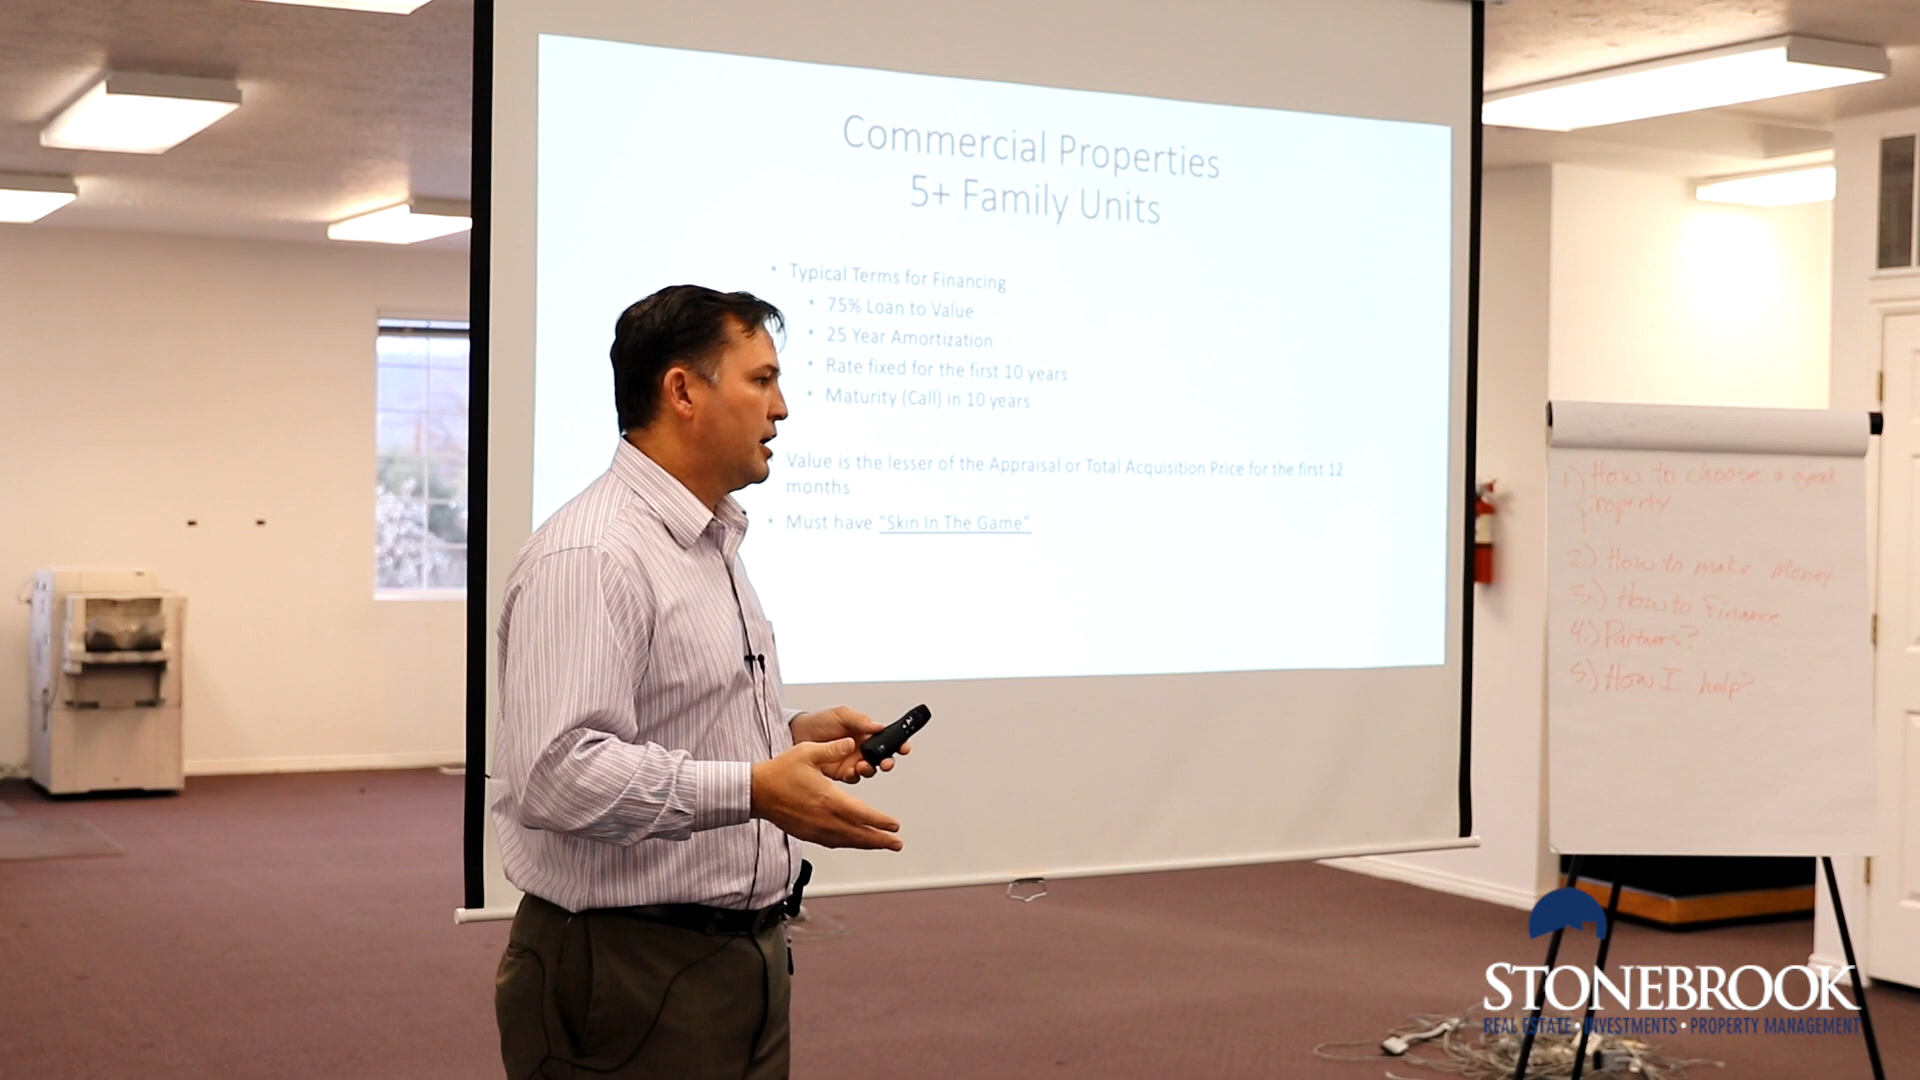 Commercial Properties
5+ Family Units
• Typical Terms for Financing
• 75% Loan to Value
• 25 Year Amortization
• Rate fixed for the first 10 years
• Maturity (Call) in 10 years
Value is the lesser of the Appraisal or Total Acquisition Price for the first 12
months
• Must have "Skin In The Game"
1) How to choose a good
property
2.) How to make Money
3.) How to Finance
4.) Partners?
5.) How I help?
STONEBROOK
REAL ESTATE • INVESTMENTS • PROPERTY MANAGEMENT